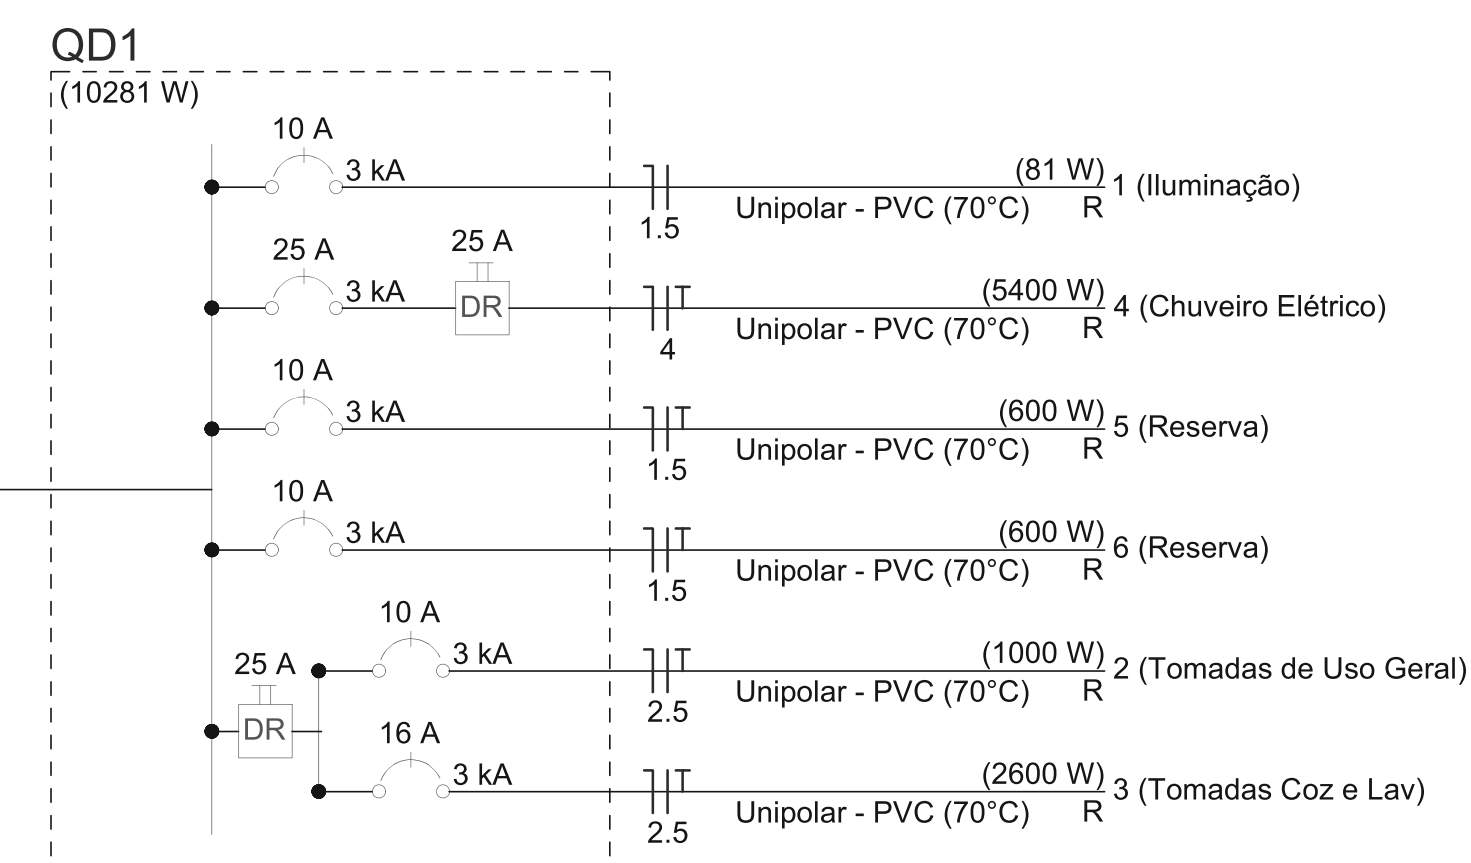 QD1
(10281 W)
10 A
3 kA
(81 W)
1 (Iluminação)
Unipolar - PVC (70°C)
R
1.5
25 A
3 kA
25 A
DR
(5400 W)
4 (Chuveiro Elétrico)
Unipolar - PVC (70°C)
R
4
10 A
3 kA
(600 W)
5 (Reserva)
Unipolar - PVC (70°C)
R
1.5
10 A
3 kA
(600 W)
6 (Reserva)
Unipolar - PVC (70°C)
R
1.5
25 A
DR
10 A
3 kA
(1000 W)
2 (Tomadas de Uso Geral)
Unipolar - PVC (70°C)
R
2.5
16 A
3 kA
(2600 W)
3 (Tomadas Coz e Lav)
Unipolar - PVC (70°C)
R
2.5